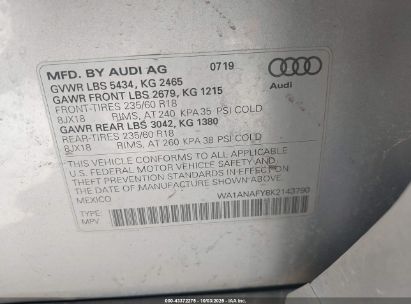 MFD. BY AUDI AG 0719
GVWR LBS 5434, KG 2465
GAWR FRONT LBS 2679, KG 1215
FRONT-TIRES 235/60 R18
8JX18 RIMS, AT 240 KPA 35 PSI COLD
GAWR REAR LBS 3042, KG 1380
REAR-TIRES 235/60 R18
8JX18 RIMS, AT 260 KPA 38 PSI COLD
Audi
THIS VEHICLE CONFORMS TO ALL APPLICABLE
U.S. FEDERAL MOTOR VEHICLE SAFETY AND
THEFT PREVENTION STANDARDS IN EFFECT ON
THE DATE OF MANUFACTURE SHOWN ABOVE.
MEXICO WA1ANAFY8K2143790
TYPE:
MPV